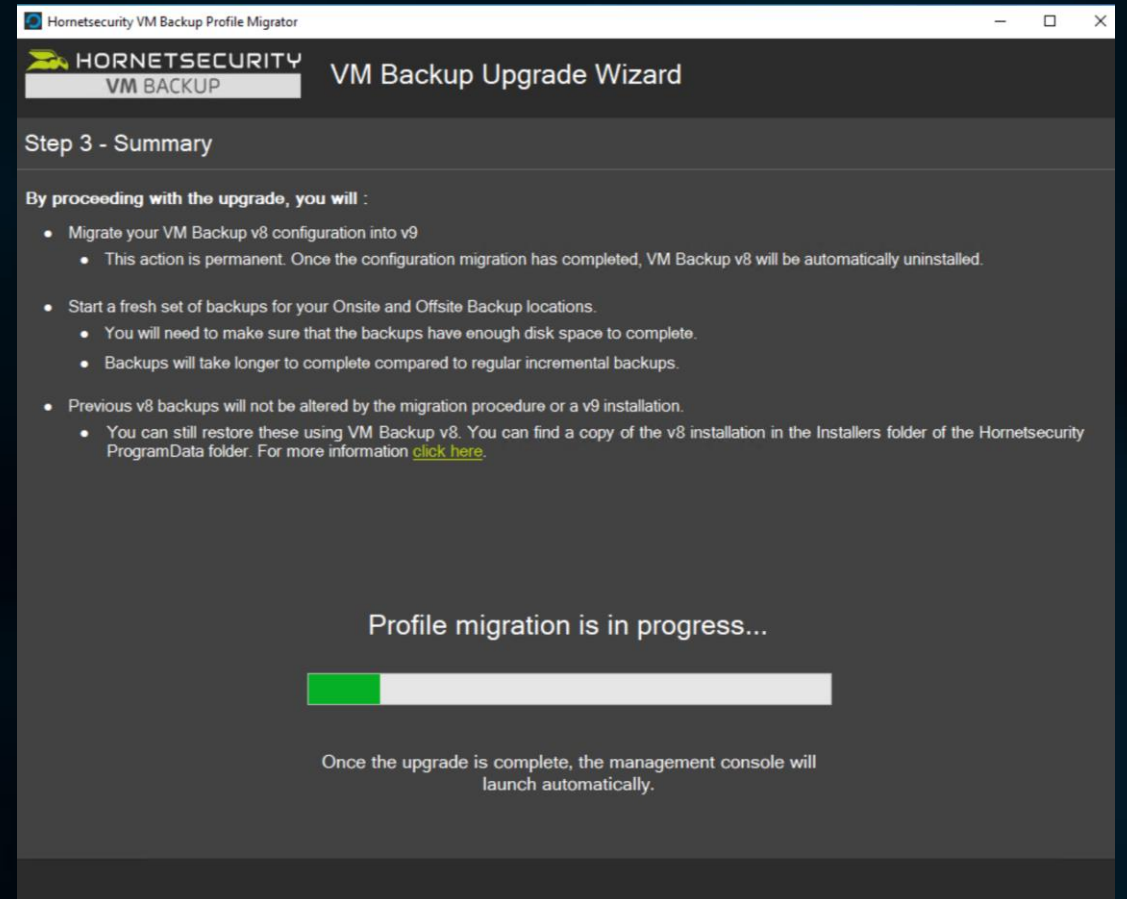 Hornetsecurity VM Backup Profile Migrator
HORNETSECURITY
VM BACKUP
VM Backup Upgrade Wizard
Step 3 - Summary
By proceeding with the upgrade, you will :
• Migrate your VM Backup v8 configuration into v9
• This action is permanent. Once the configuration migration has completed, VM Backup v8 will be automatically uninstalled.
• Start a fresh set of backups for your Onsite and Offsite Backup locations.
• You will need to make sure that the backups have enough disk space to complete.
• Backups will take longer to complete compared to regular incremental backups.
• Previous v8 backups will not be altered by the migration procedure or a v9 installation.
• You can still restore these using VM Backup v8. You can find a copy of the v8 installation in the Installers folder of the Hornetsecurity
ProgramData folder. For more information click here.
Profile migration is in progress...
Once the upgrade is complete, the management console will
launch automatically.